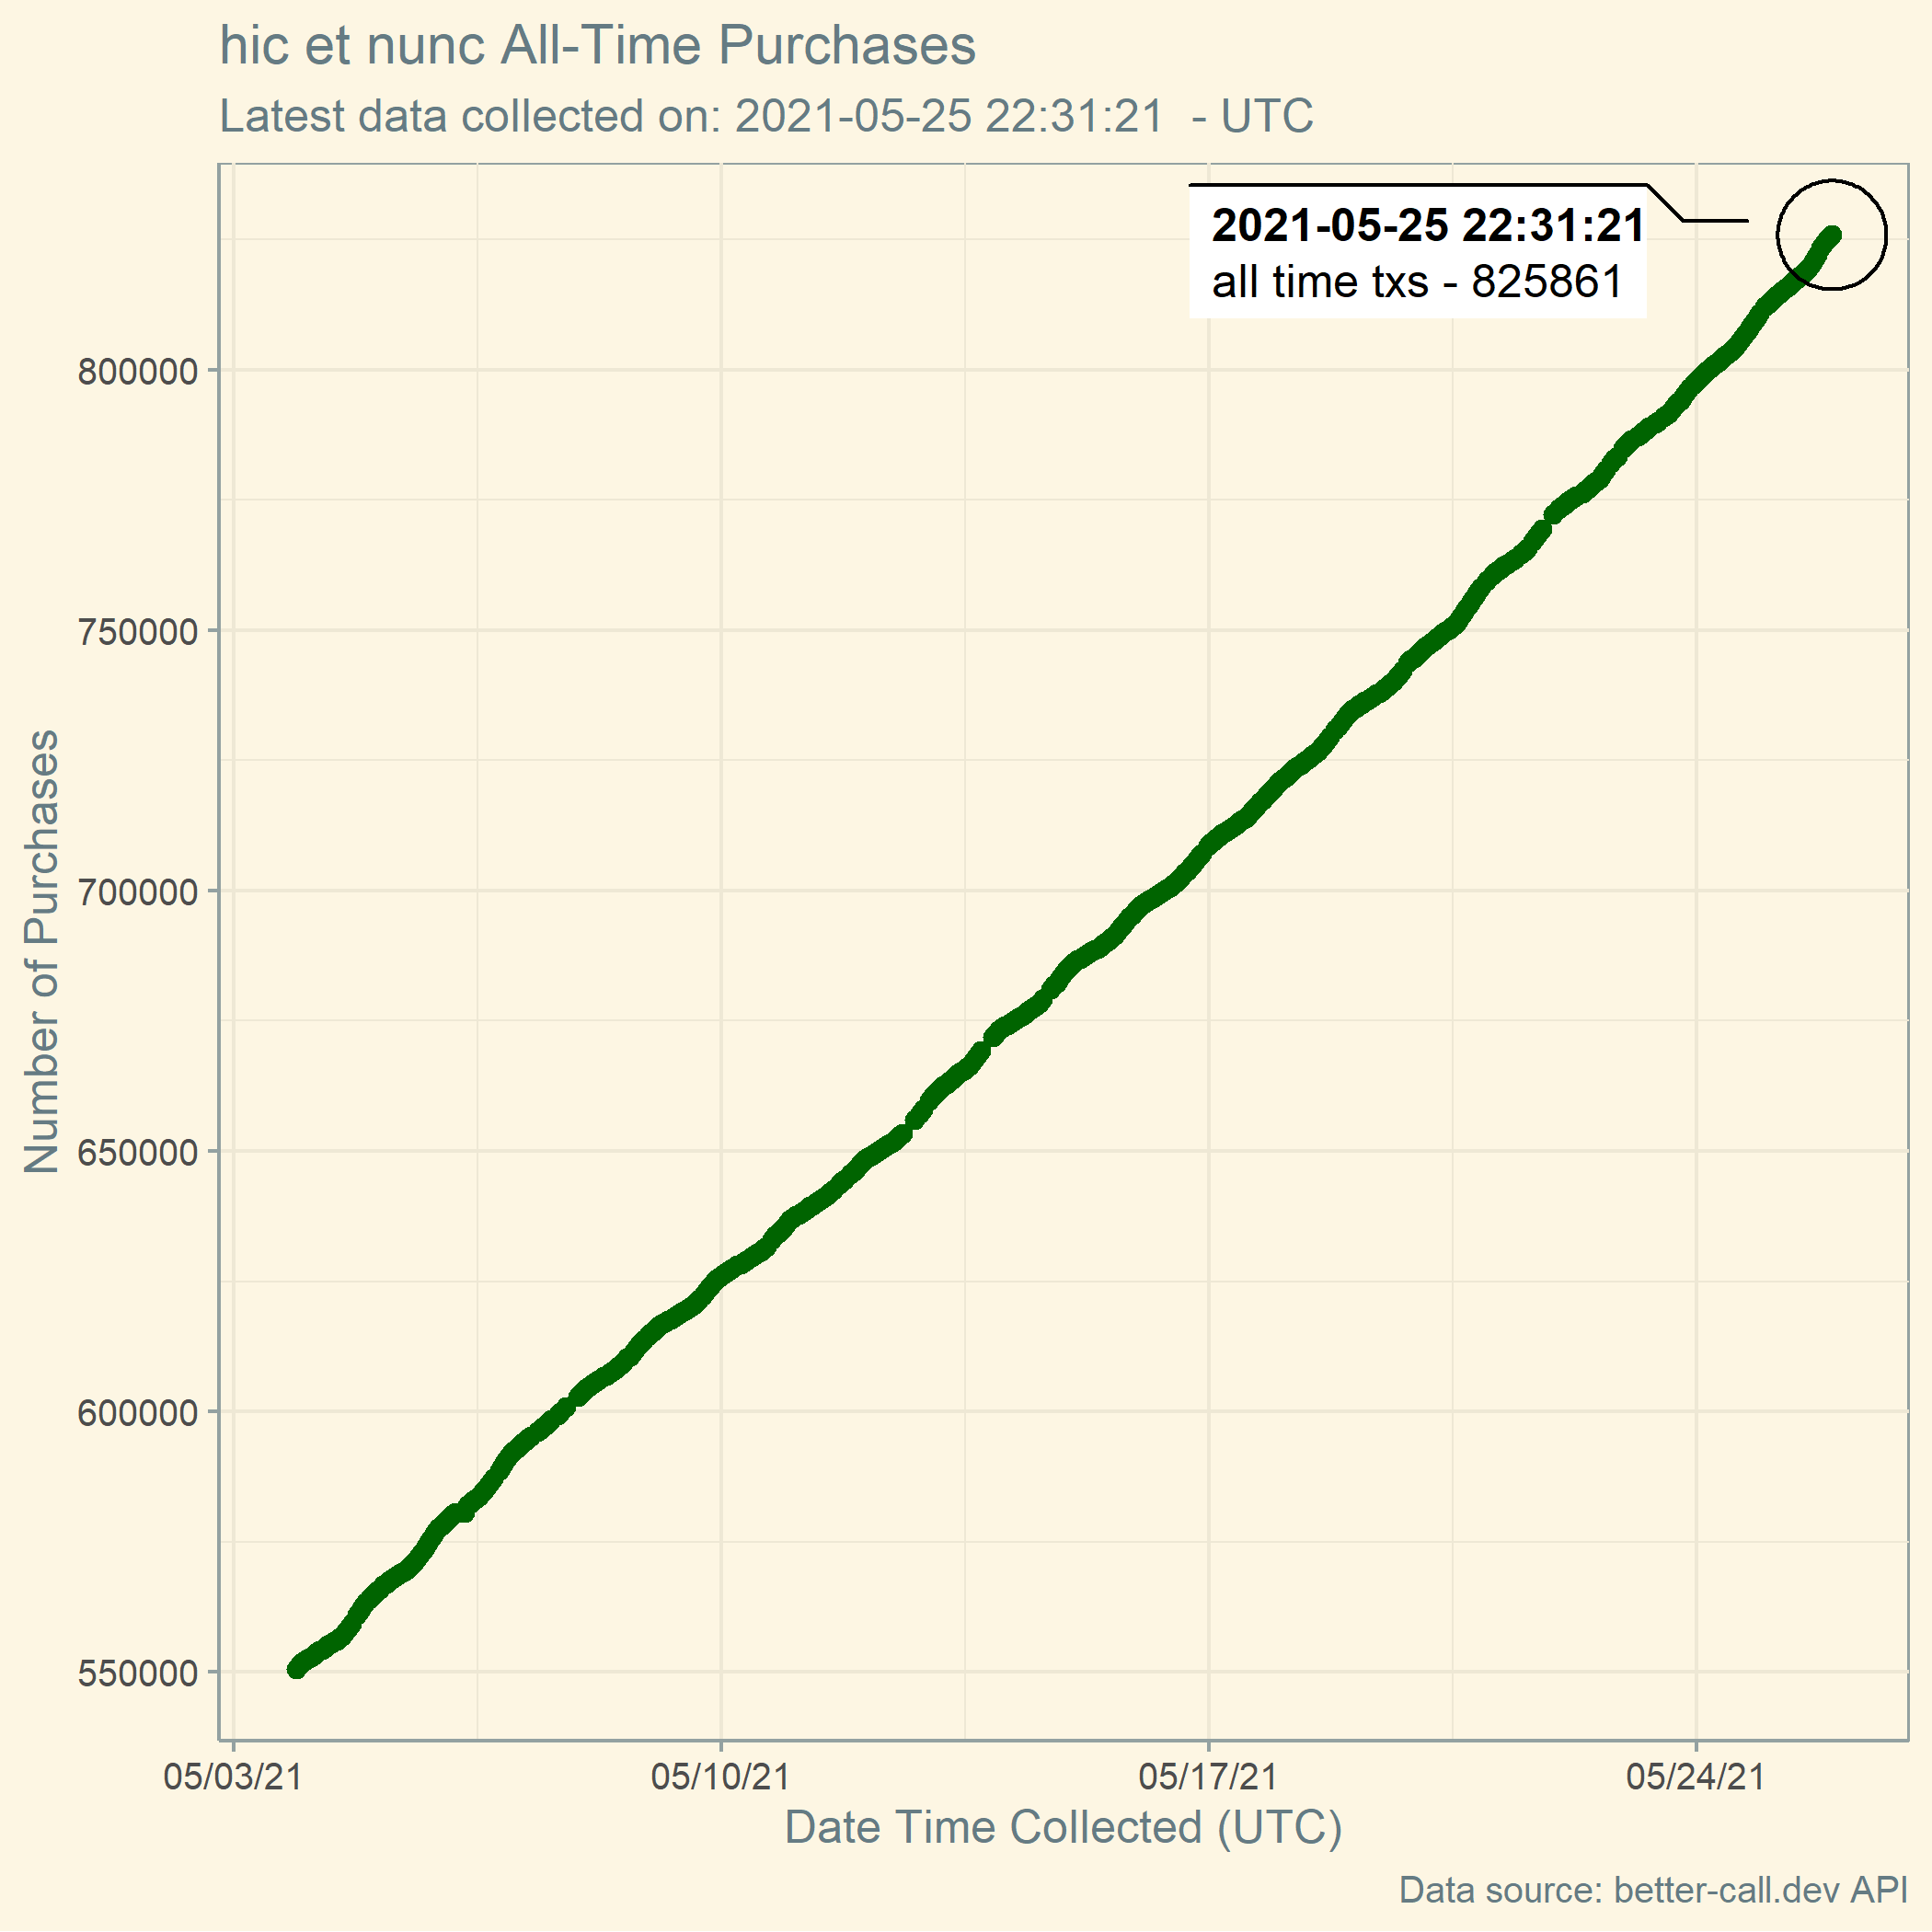 hic et nunc All-Time Purchases
Latest data collected on: 2021-05-25 22:31:21  - UTC
2021-05-25 22:31:21
all time txs - 825861
Number of Purchases
800000
750000
700000
650000
600000
550000
05/03/21
05/10/21
05/17/21
05/24/21
Date Time Collected (UTC)
Data source: better-call.dev API